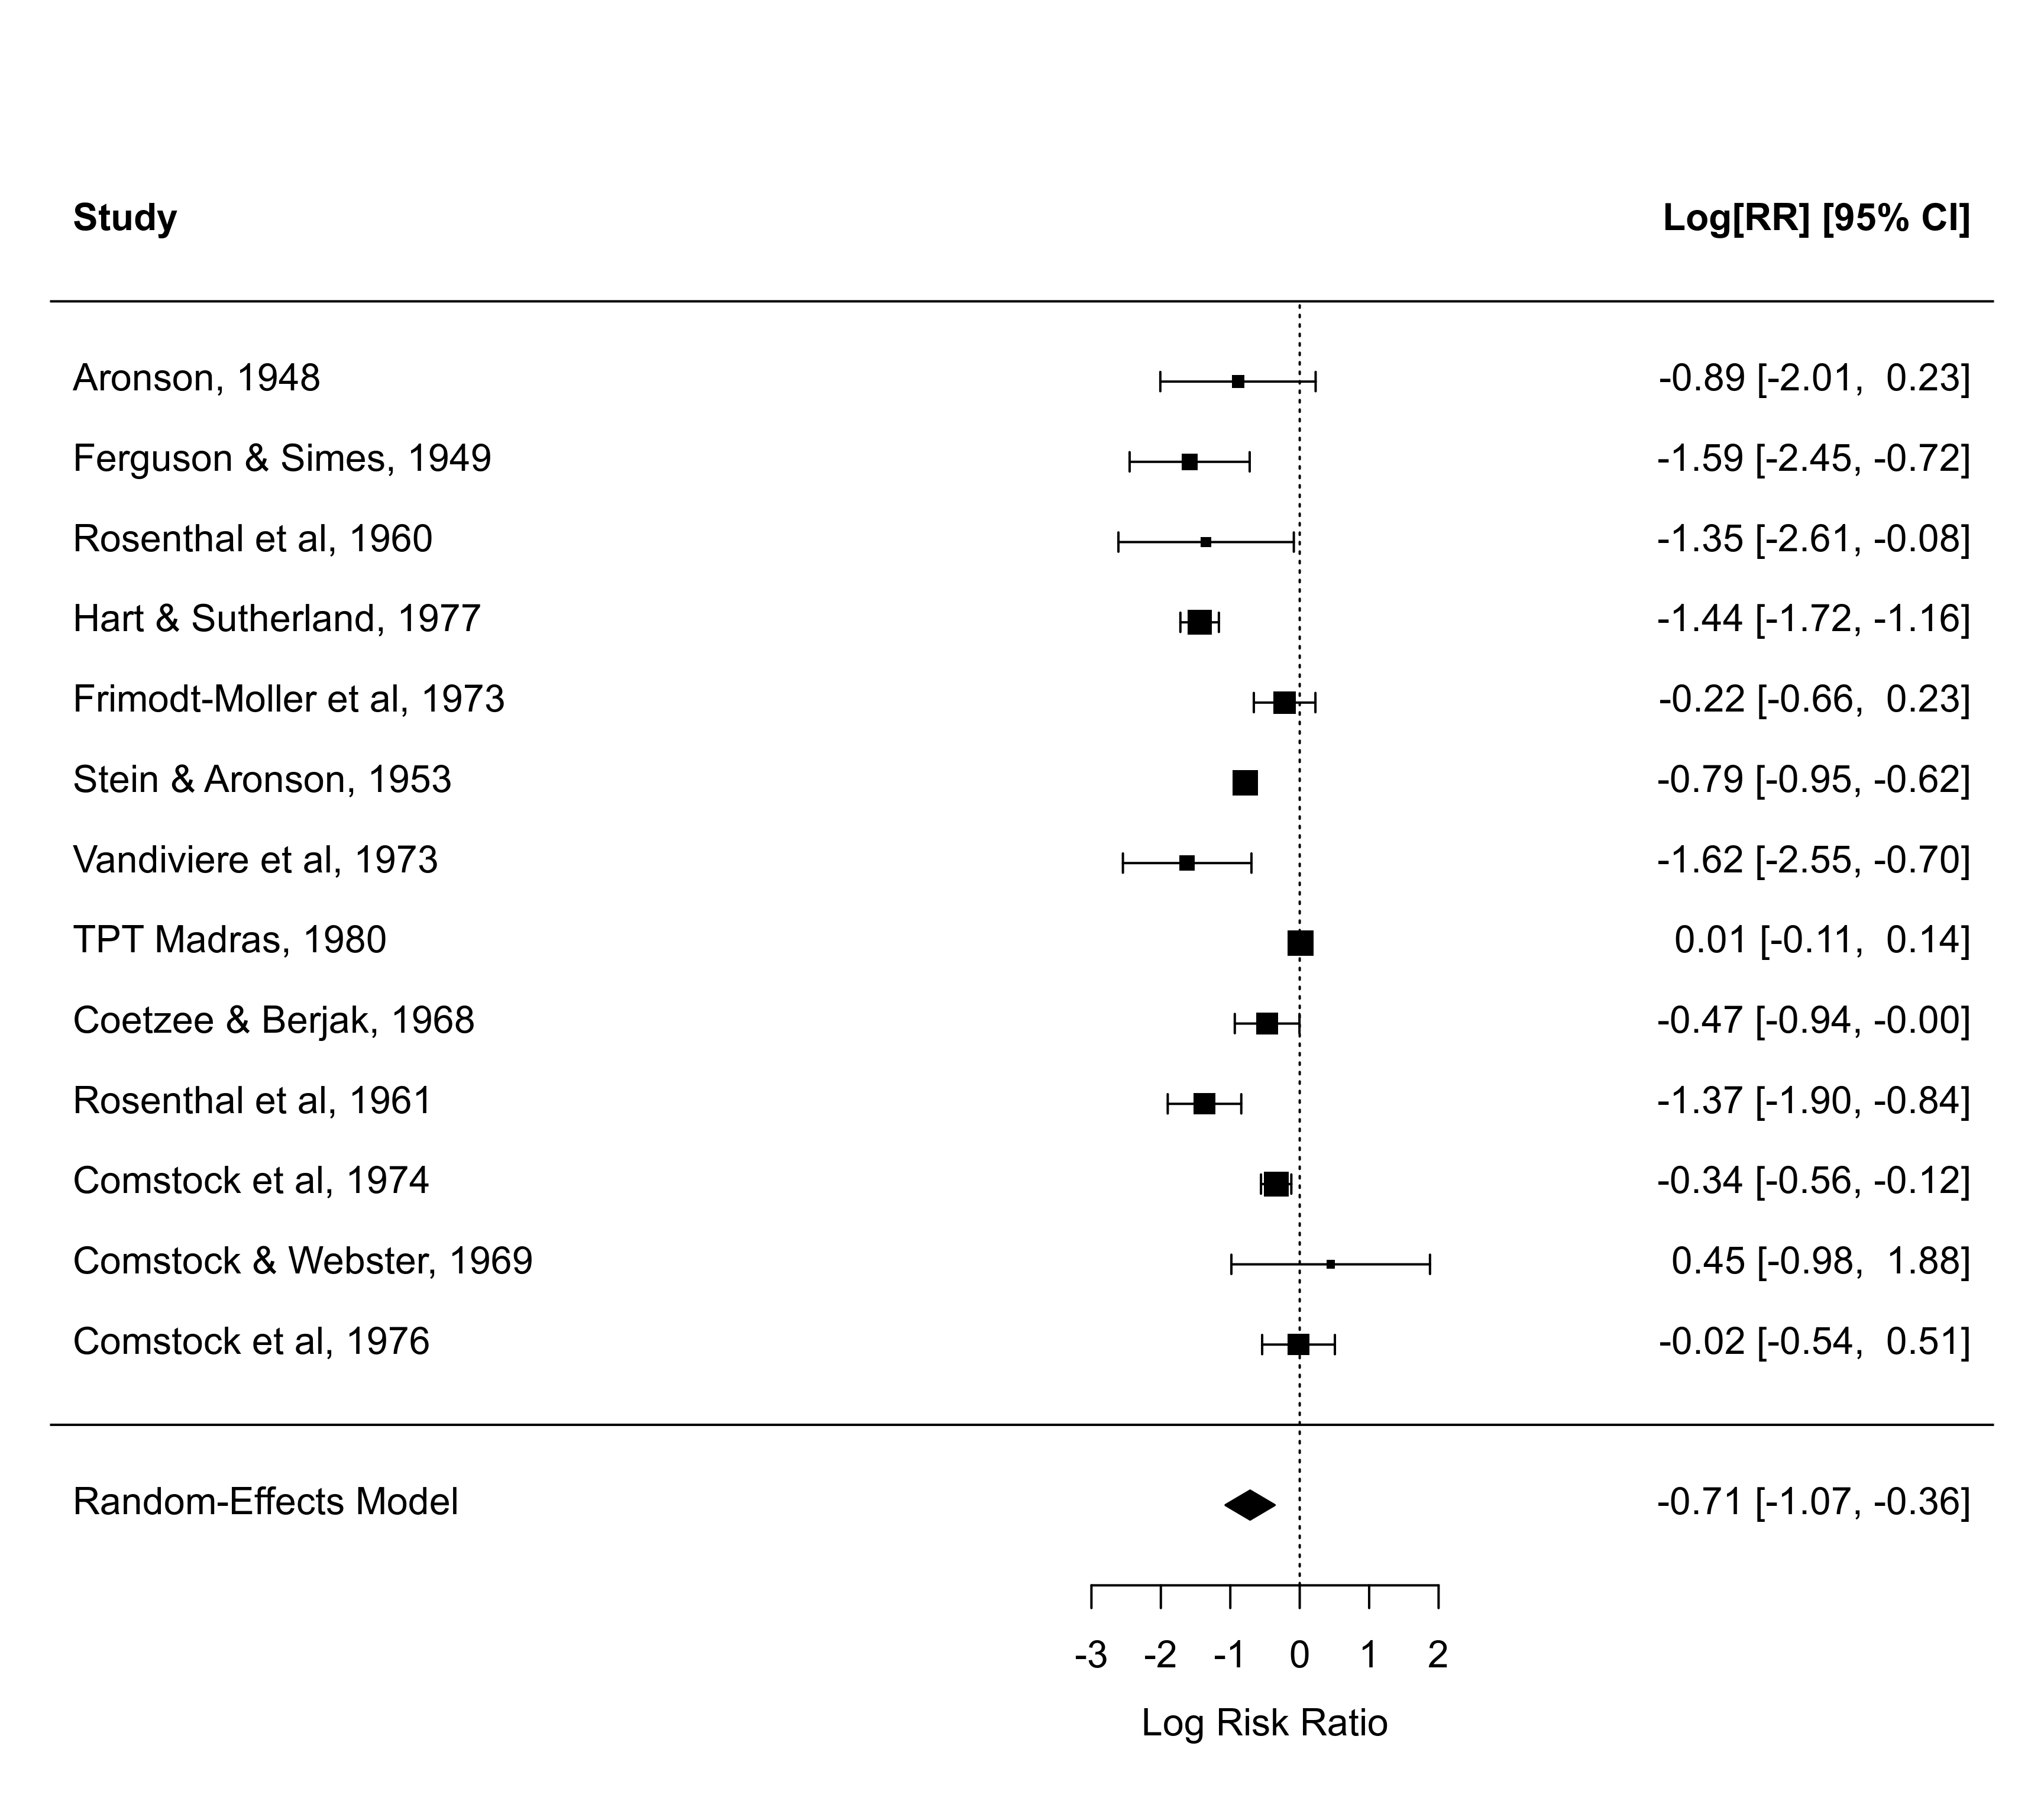 Study Log[RR] [95% CI]
Aronson, 1948 -0.89 [-2.01, 0.23]
Ferguson & Simes, 1949 -1.59 [-2.45, -0.72]
Rosenthal et al, 1960 -1.35 [-2.61, -0.08]
Hart & Sutherland, 1977 -1.44 [-1.72, -1.16]
Frimodt-Moller et al, 1973 -0.22 [-0.66, 0.23]
Stein & Aronson, 1953 -0.79 [-0.95, -0.62]
Vandiviere et al, 1973 -1.62 [-2.55, -0.70]
TPT Madras, 1980 0.01 [-0.11, 0.14]
Coetzee & Berjak, 1968 -0.47 [-0.94, -0.00]
Rosenthal et al, 1961 -1.37 [-1.90, -0.84]
Comstock et al, 1974 -0.34 [-0.56, -0.12]
Comstock & Webster, 1969 0.45 [-0.98, 1.88]
Comstock et al, 1976 -0.02 [-0.54, 0.51]
Random-Effects Model -0.71 [-1.07, -0.36]
-3 -2 -1 0 1 2
Log Risk Ratio